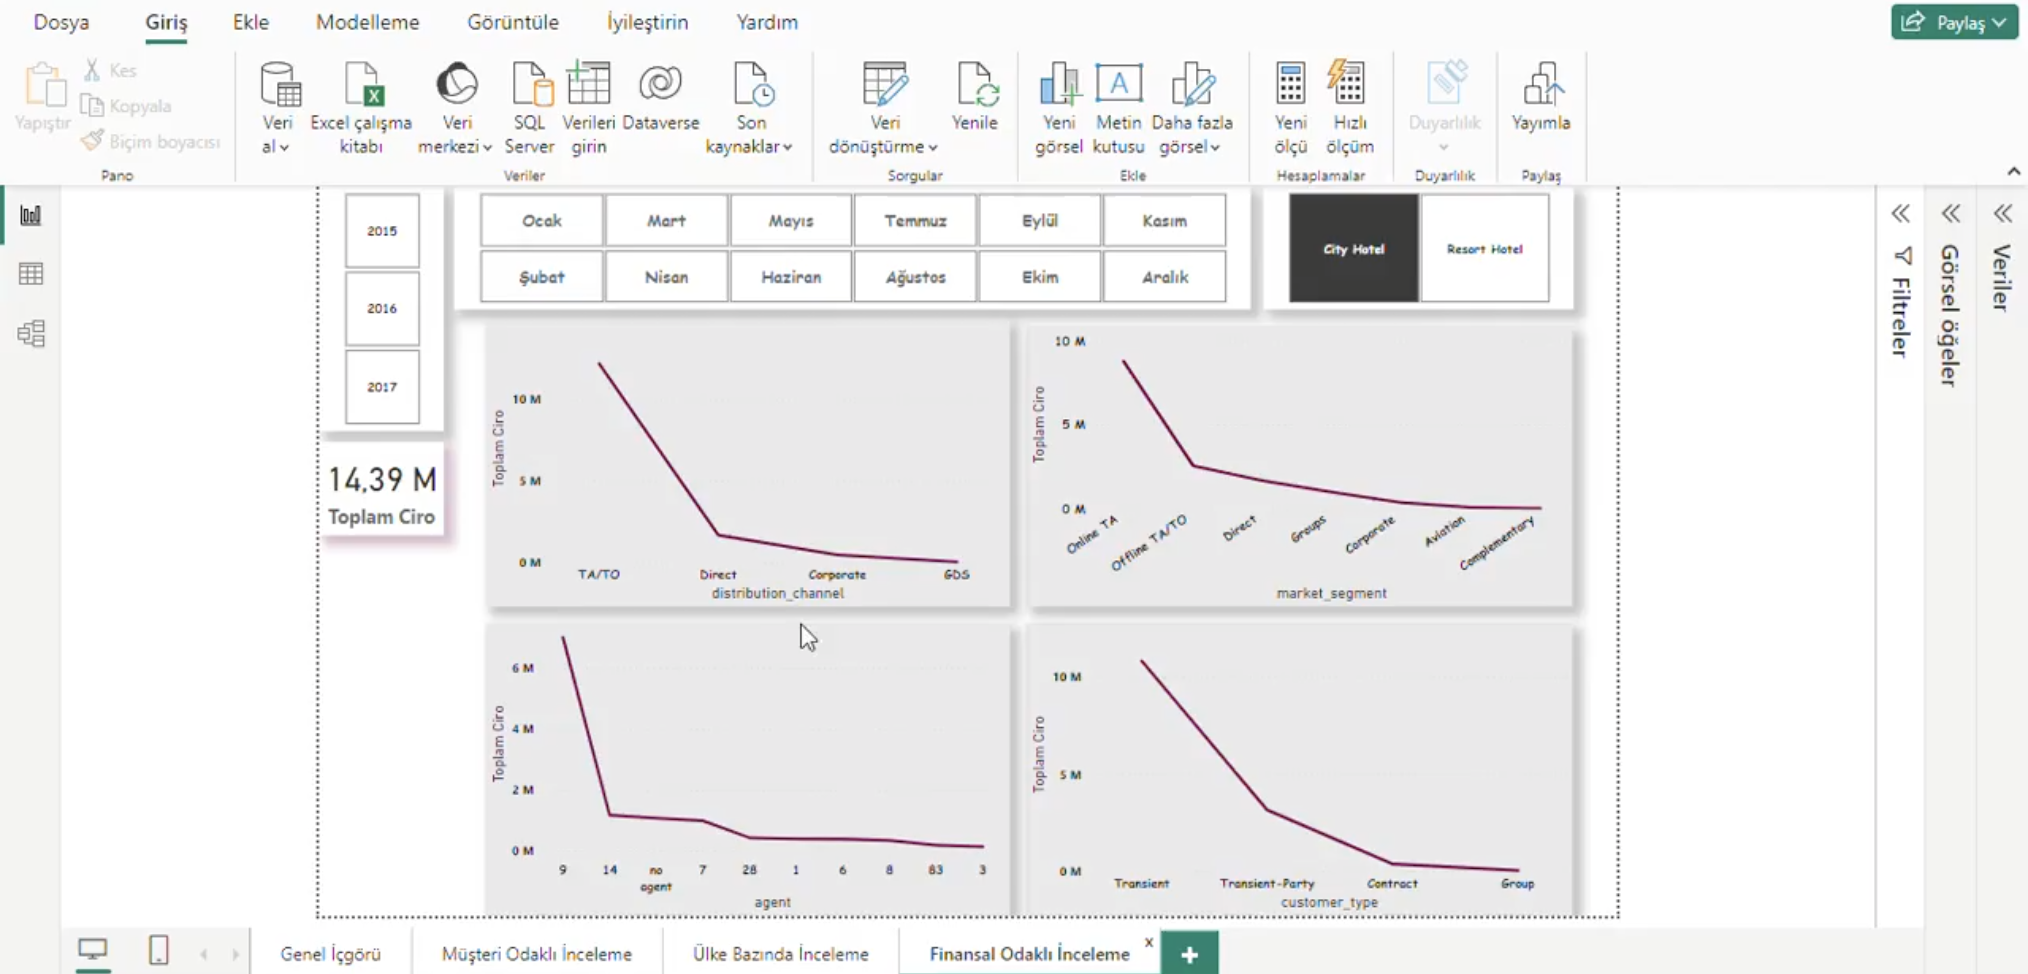 Dosya Giriş Ekle Modelleme Görüntüle İyileştirin Yardım
Paylaş
Yapıştır
Kes
Kopyala
Biçim boyacısı
Pano
Veri al
Excel çalışma kitabı
Veri merkezi
SQL Server
Verileri girin
Dataverse
Son kaynaklar
Veriler
Veri dönüştürme
Yenile
Sorgular
Yeni görsel
Metin kutusu
Daha fazla görsel
Ekle
Yeni ölçü
Hızlı ölçüm
Hesaplamalar
Duyarlılık
Duyarlılık
Yayımla
Paylaş
2015
2016
2017
Ocak Mart Mayıs Temmuz Eylül Kasım
Şubat Nisan Haziran Ağustos Ekim Aralık
City Hotel Resort Hotel
14,39 M
Toplam Ciro
Toplam Ciro
10 M
5 M
0 M
TA/TO Direct Corporate GDS
distribution_channel
Toplam Ciro
10 M
5 M
0 M
Online TA Offline TA/TO Direct Groups Corporate Aviation Complementary
market_segment
Toplam Ciro
6 M
4 M
2 M
0 M
9 14 no agent 7 28 1 6 8 83 3
agent
Toplam Ciro
10 M
5 M
0 M
Transient Transient-Party Contract Group
customer_type
Filtreler
Görsel öğeler
Veriler
Genel İçgörü Müşteri Odaklı İnceleme Ülke Bazında İnceleme Finansal Odaklı İnceleme x +